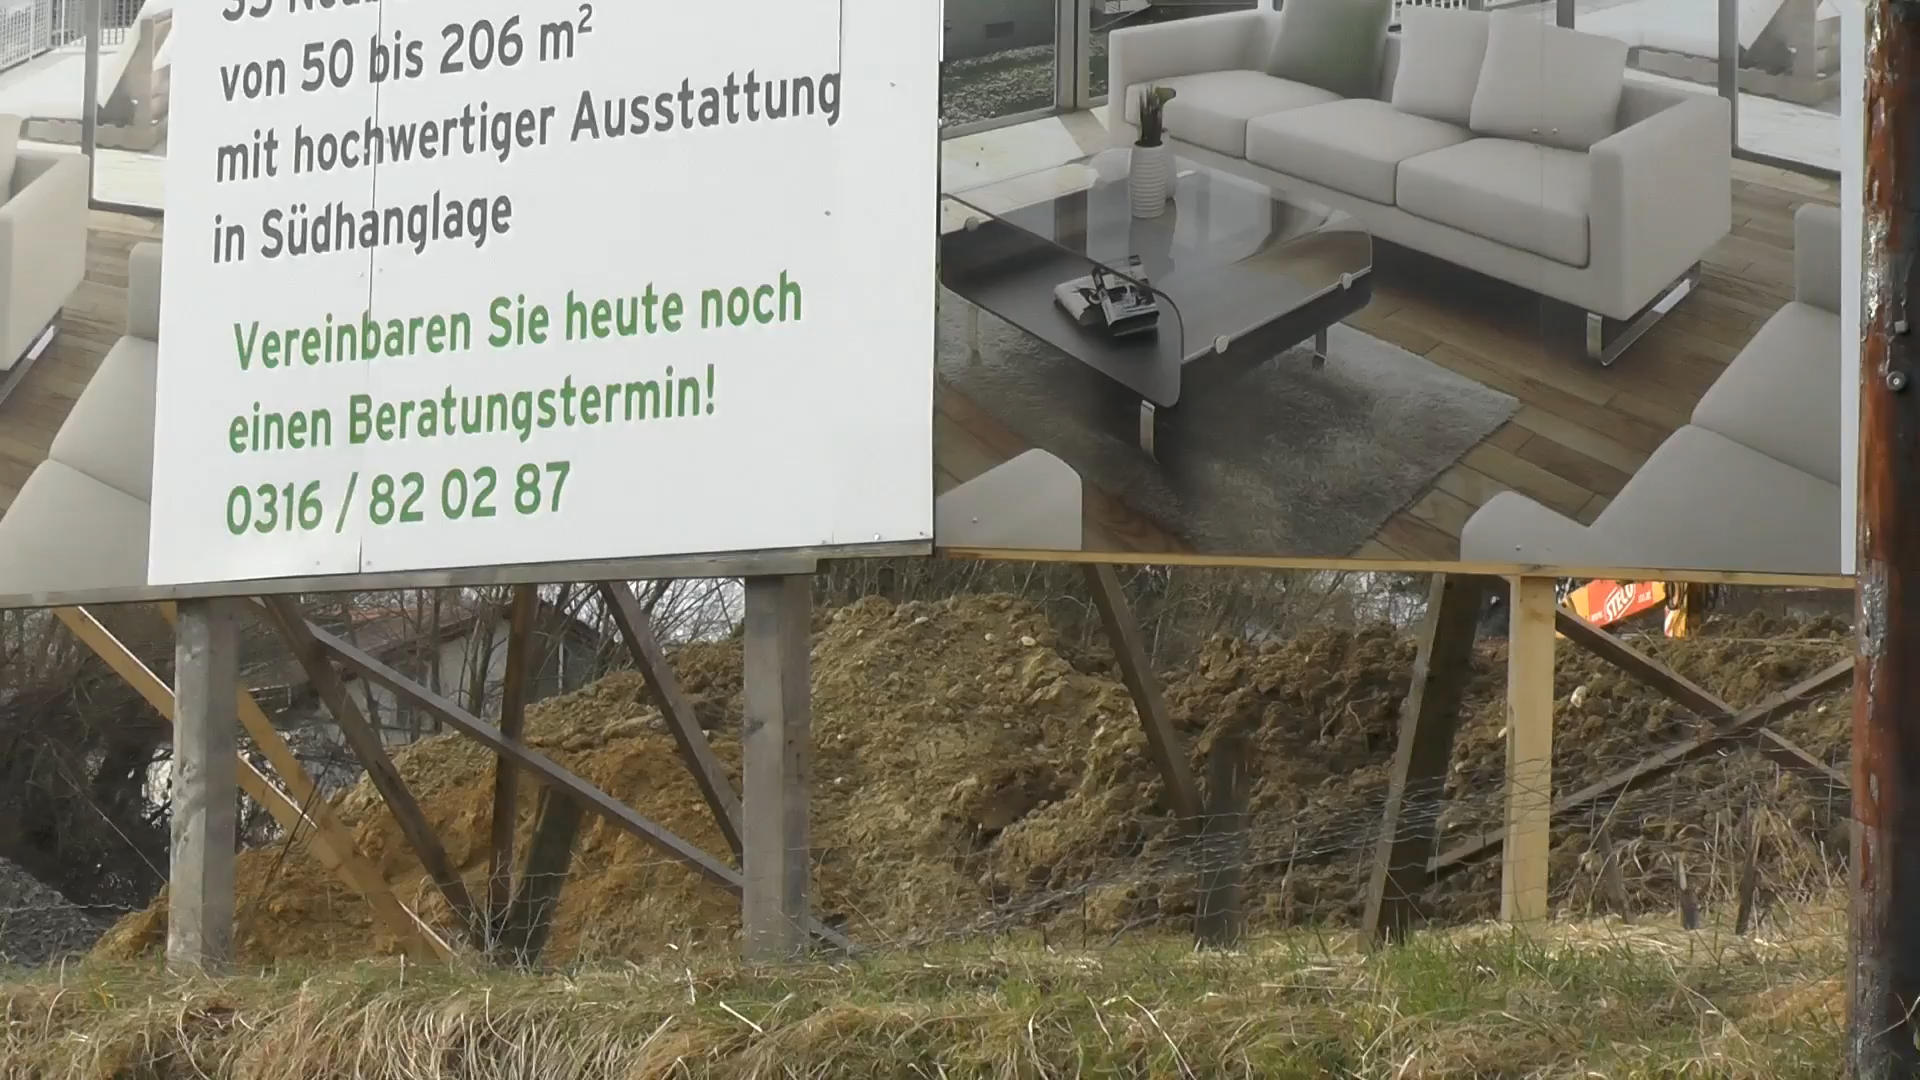 von 50 bis 206 m²
mit hochwertiger Ausstattung
in Südhanglage
Vereinbaren Sie heute noch
einen Beratungstermin!
0316 / 82 02 87